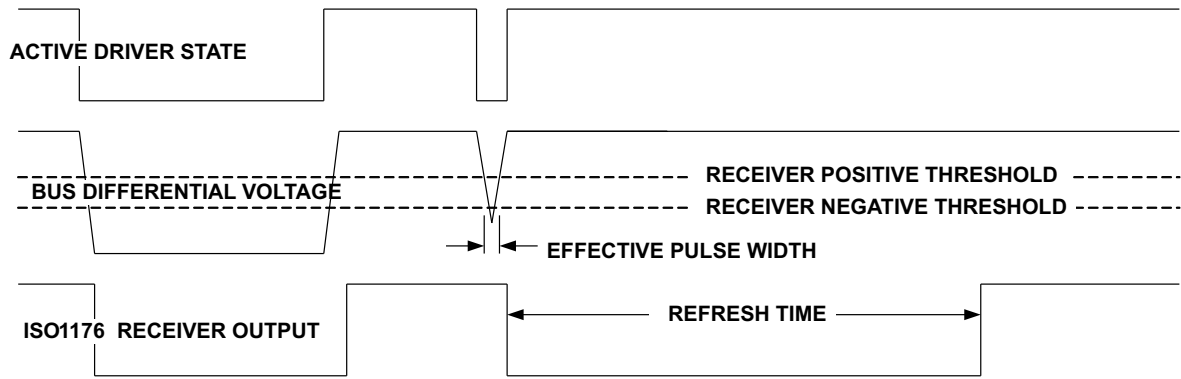 ACTIVE DRIVER STATE
BUS DIFFERENTIAL VOLTAGE
RECEIVER POSITIVE THRESHOLD
RECEIVER NEGATIVE THRESHOLD
EFFECTIVE PULSE WIDTH
ISO1176 RECEIVER OUTPUT
REFRESH TIME